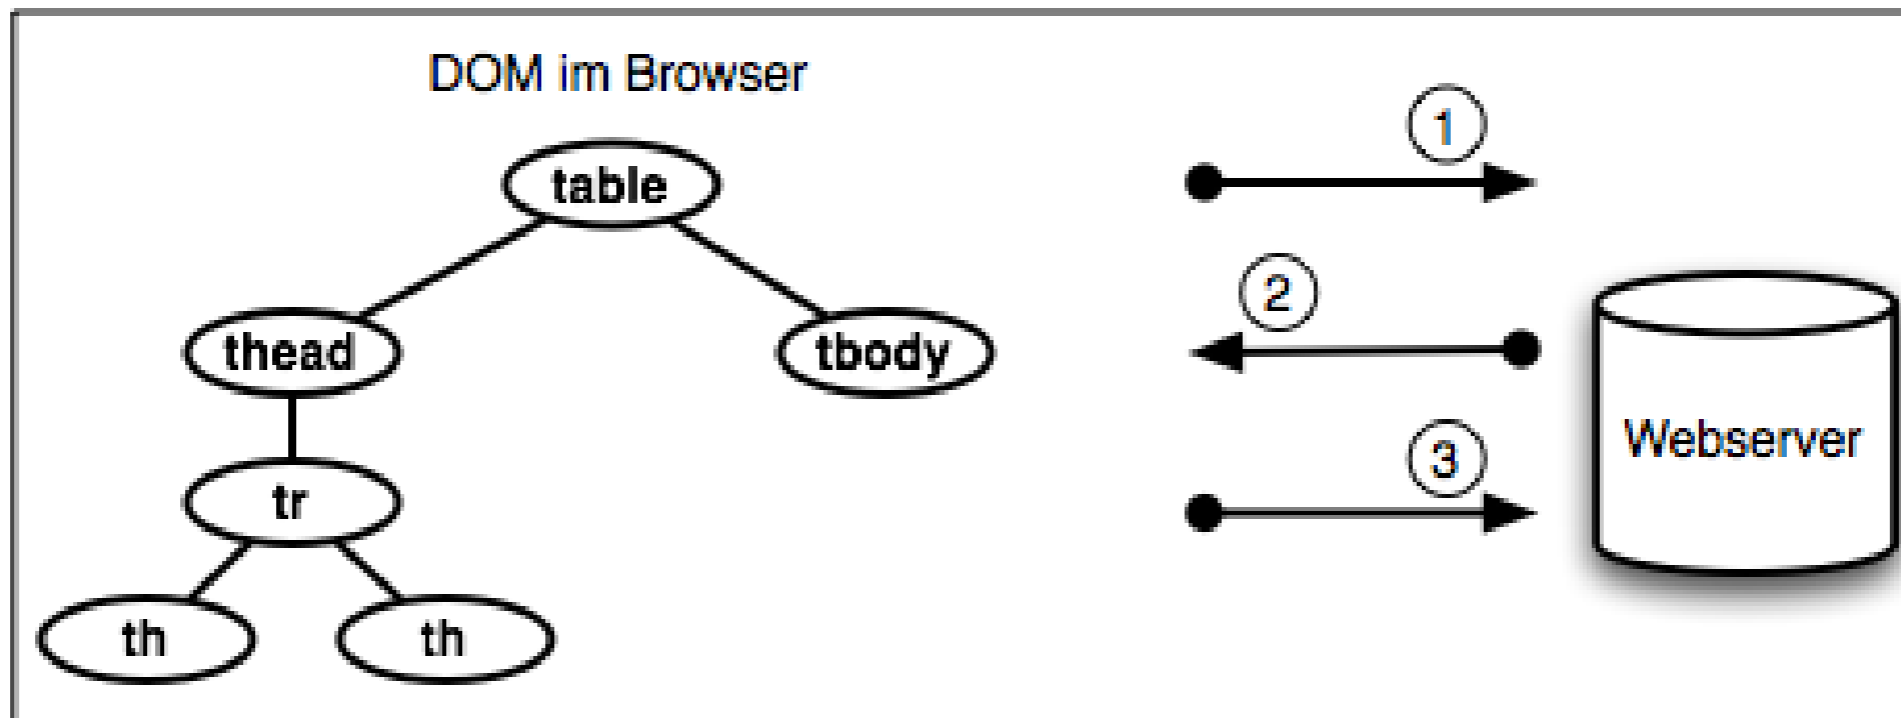 DOM im Browser
table
thead
tbody
tr
th
th
1
2
3
Webserver